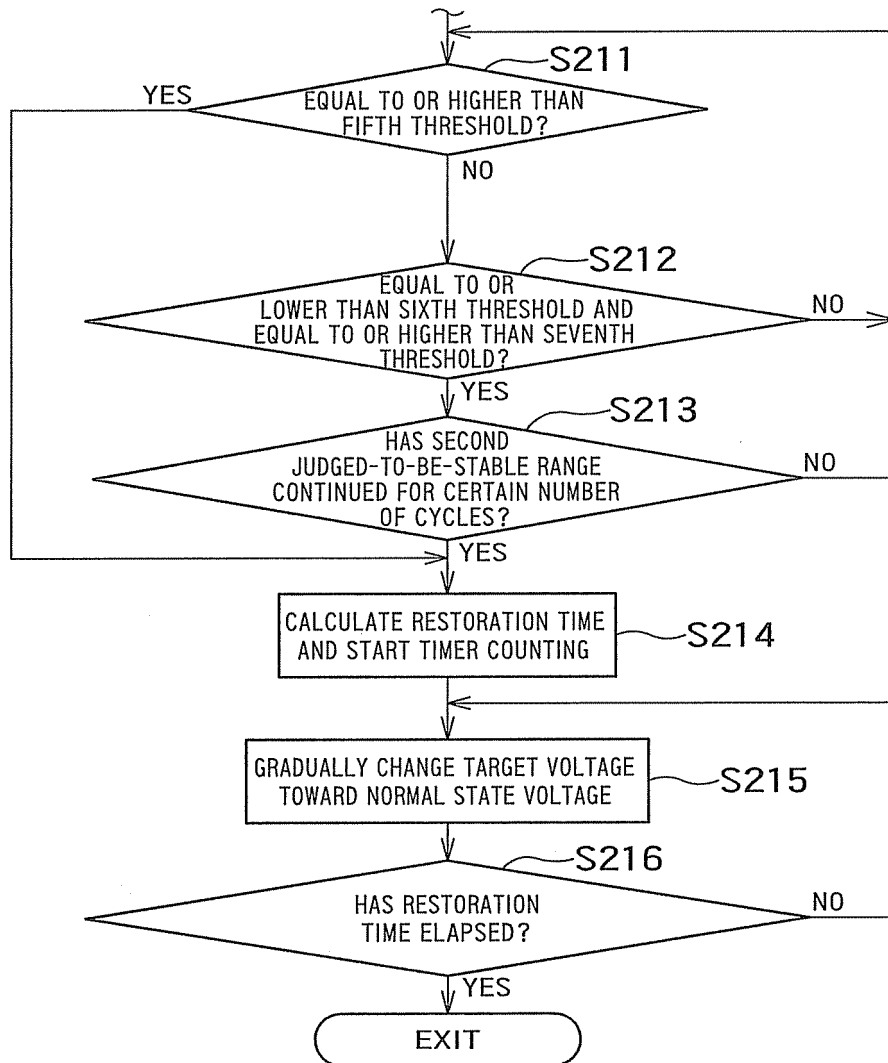 S211
YES
EQUAL TO OR HIGHER THAN
FIFTH THRESHOLD?
NO
S212
EQUAL TO OR
LOWER THAN SIXTH THRESHOLD AND
EQUAL TO OR HIGHER THAN SEVENTH
THRESHOLD?
NO
YES
S213
HAS SECOND
JUDGED-TO-BE-STABLE RANGE
CONTINUED FOR CERTAIN NUMBER
OF CYCLES?
NO
YES
CALCULATE RESTORATION TIME
AND START TIMER COUNTING
S214
GRADUALLY CHANGE TARGET VOLTAGE
TOWARD NORMAL STATE VOLTAGE
S215
S216
HAS RESTORATION
TIME ELAPSED?
NO
YES
EXIT